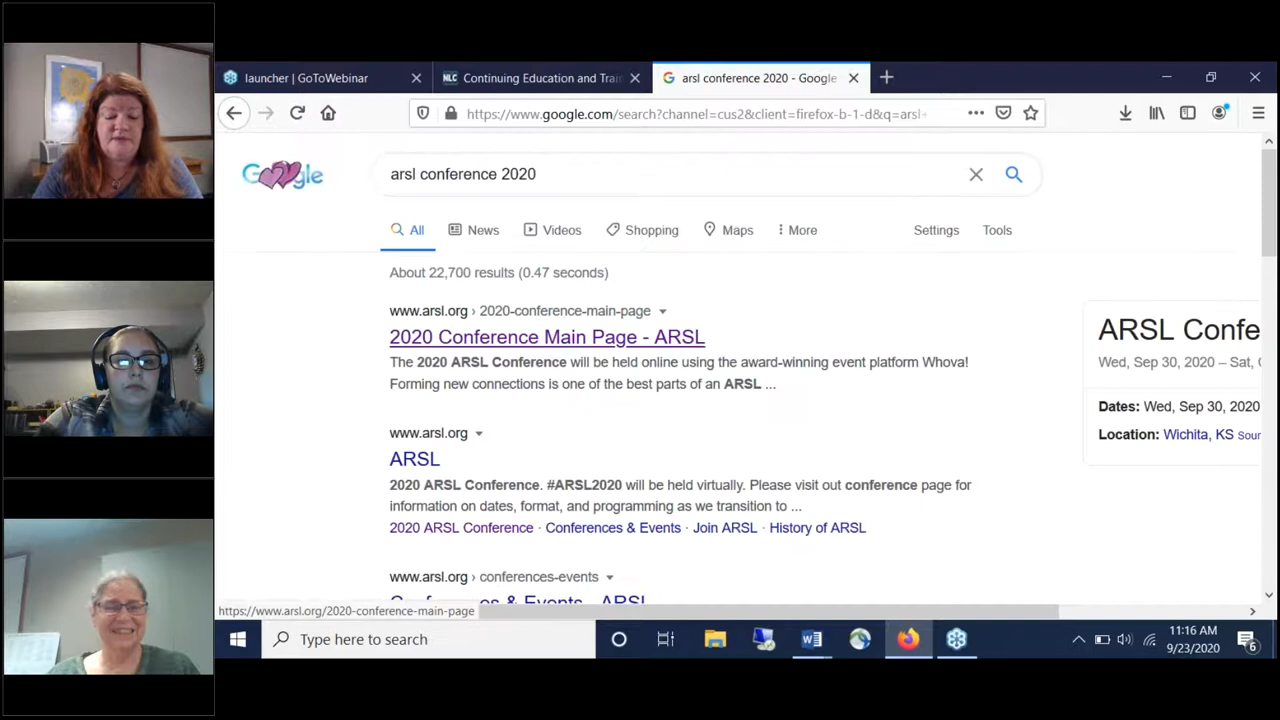 launcher | GoToWebinar
NLC Continuing Education and Trai
arsl conference 2020 - Google
https://www.google.com/search?channel=cus2&client=firefox-b-1-d&q=arsl+
Google
arsl conference 2020
All News Videos Shopping Maps More Settings Tools
About 22,700 results (0.47 seconds)
www.arsl.org › 2020-conference-main-page
2020 Conference Main Page - ARSL
The 2020 ARSL Conference will be held online using the award-winning event platform Whova!
Forming new connections is one of the best parts of an ARSL ...
www.arsl.org
ARSL
2020 ARSL Conference. #ARSL2020 will be held virtually. Please visit out conference page for
information on dates, format, and programming as we transition to ...
2020 ARSL Conference · Conferences & Events · Join ARSL · History of ARSL
www.arsl.org › conferences-events
Conferences & Events - ARSL
ARSL Confe
Wed, Sep 30, 2020 – Sat, 
Dates: Wed, Sep 30, 2020
Location: Wichita, KS Sour
https://www.arsl.org/2020-conference-main-page
Type here to search
11:16 AM
9/23/2020
6